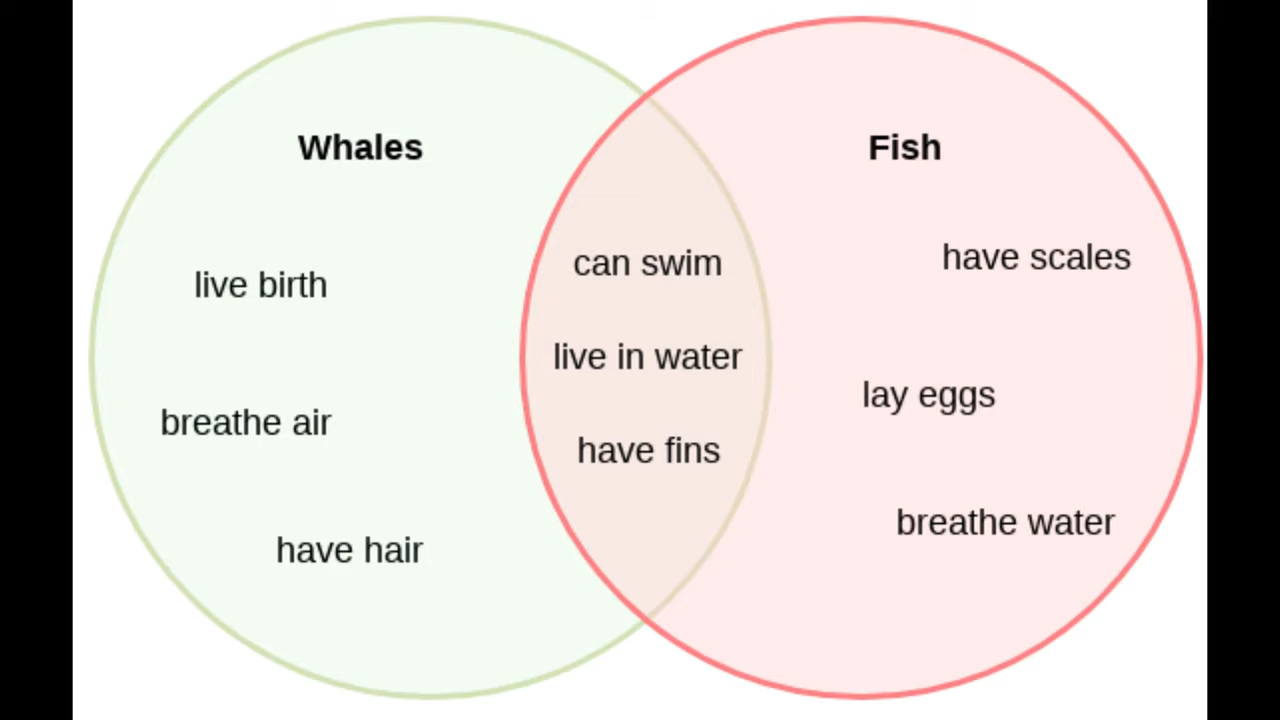 Whales
live birth
breathe air
have hair
can swim
live in water
have fins
Fish
have scales
lay eggs
breathe water